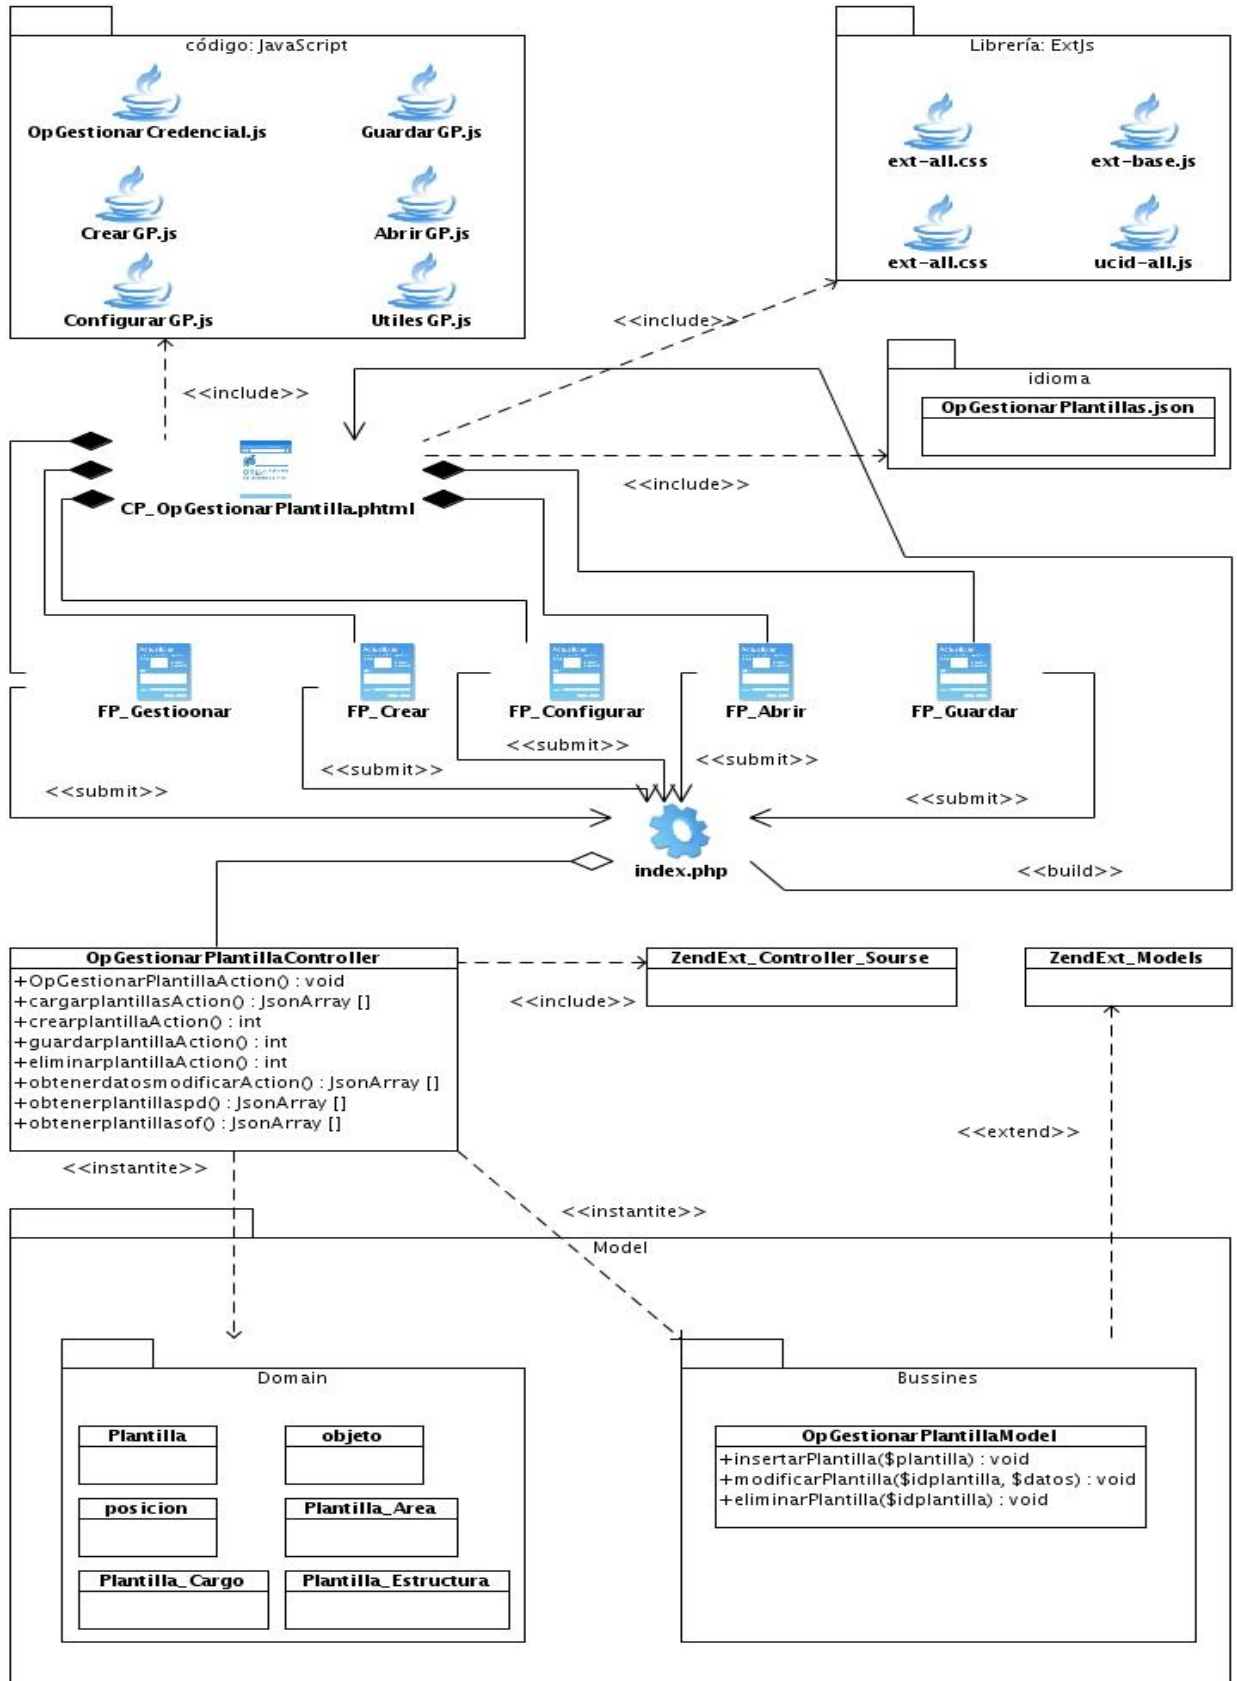 código: JavaScript
OpGestionarCredencial.js
GuardarGP.js
CrearGP.js
AbrirGP.js
ConfigurarGP.js
UtilesGP.js
Librería: ExtJs
ext-all.css
ext-base.js
ext-all.css
ucid-all.js
<<include>>
<<include>>
idioma
OpGestionarPlantillas.json
<<include>>
CP_OpGestionarPlantilla.phtml
FP_Gestioonar
FP_Crear
FP_Configurar
FP_Abrir
FP_Guardar
<<submit>>
<<submit>>
<<submit>>
<<submit>>
<<submit>>
index.php
<<build>>
OpGestionarPlantillaController
+OpGestionarPlantillaAction() : void
+cargarplantillasAction() : JsonArray []
+crearplantillaAction() : int
+guardarplantillaAction() : int
+eliminarplantillaAction() : int
+obtenerdatosmodificarAction() : JsonArray []
+obtenerplantillaspd() : JsonArray []
+obtenerplantillasof() : JsonArray []
<<include>>
ZendExt_Controller_Sourse
ZendExt_Models
<<extend>>
<<instantite>>
<<instantite>>
Model
Domain
Plantilla
objeto
posicion
Plantilla_Area
Plantilla_Cargo
Plantilla_Estructura
Bussines
OpGestionarPlantillaModel
+insertarPlantilla($plantilla) : void
+modificarPlantilla($idplantilla, $datos) : void
+eliminarPlantilla($idplantilla) : void